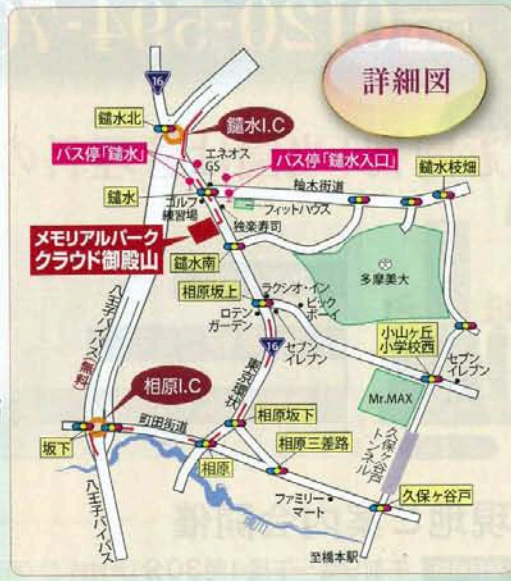 0120-594-70
詳細図
16
鑓水北
鑓水I.C
バス停「鑓水」
エネオス
GS
バス停「鑓水入口」
鑓水枝畑
鑓水
柚木街道
ゴルフ
練習場
フィットハウス
独楽寿司
メモリアルパーク
クラウド御殿山
鑓水南
多摩美大
八王子バイパス(無料)
相原坂上
ラクシオ・イン
ビック
ボーイ
ロテン
ガーデン
小山ヶ丘
小学校西
16
セブン
イレブン
セブン
イレブン
東京環状
相原I.C
Mr.MAX
町田街道
相原坂下
久保ヶ谷戸
トンネル
坂下
相原
相原三差路
八王子バイパス
境川
ファミリー
マート
久保ヶ谷戸
至橋本駅